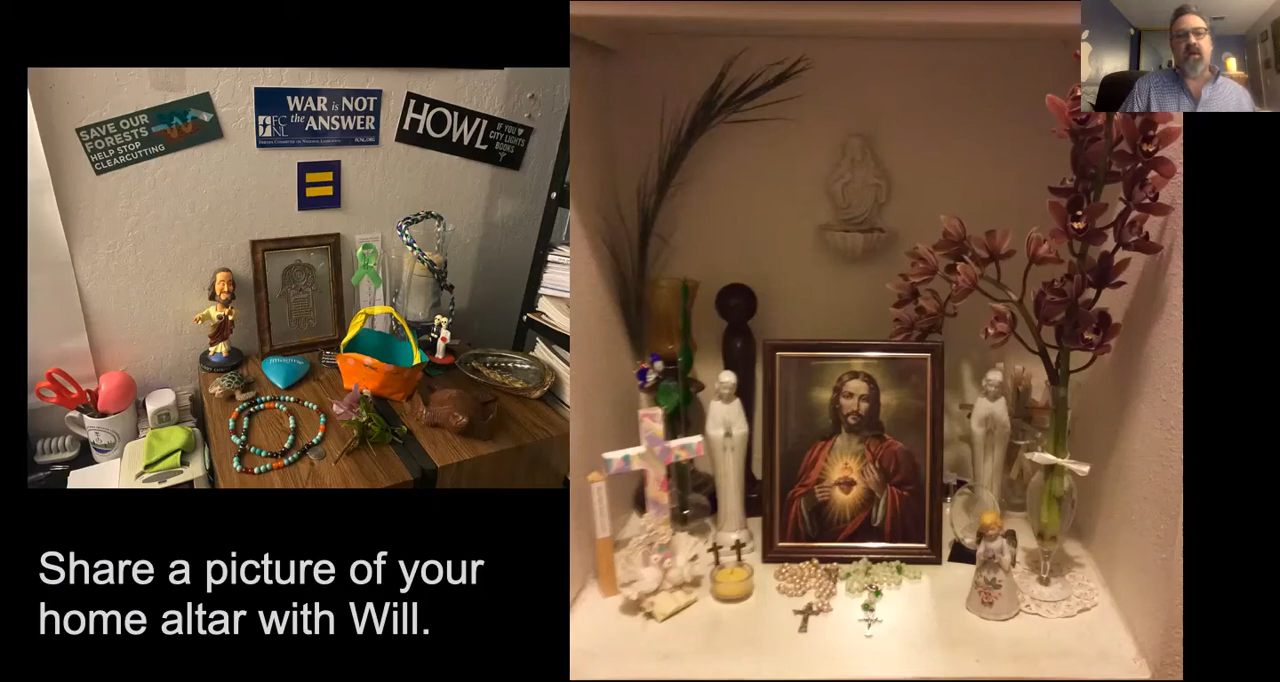 SAVE OUR
FORESTS
HELP STOP
CLEARCUTTING
WAR is NOT
the ANSWER
FCNL
HOWL
IF YOU
CITY LIGHTS
BOOKS
imagine
Share a picture of your
home altar with Will.